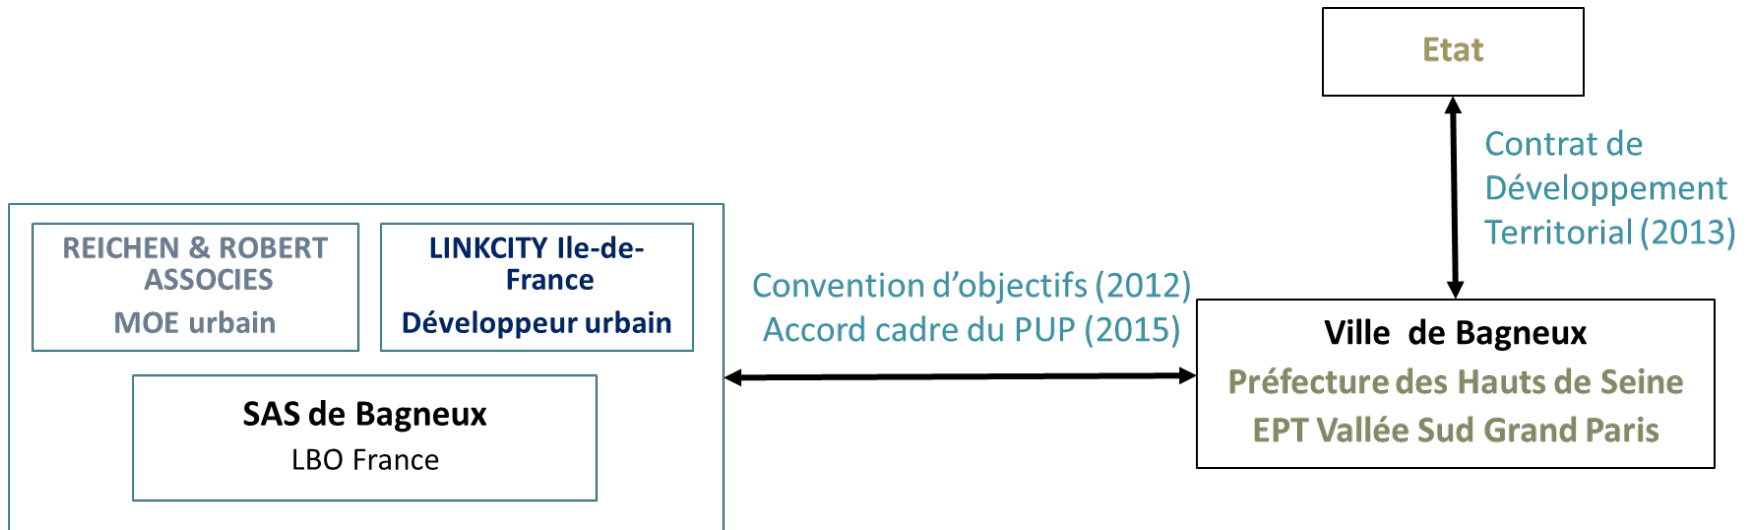 Etat
Contrat de
Développement
Territorial (2013)
REICHEN & ROBERT
ASSOCIES
MOE urbain
LINKCITY Ile-de-
France
Développeur urbain
SAS de Bagneux
LBO France
Convention d’objectifs (2012)
Accord cadre du PUP (2015)
Ville de Bagneux
Préfecture des Hauts de Seine
EPT Vallée Sud Grand Paris